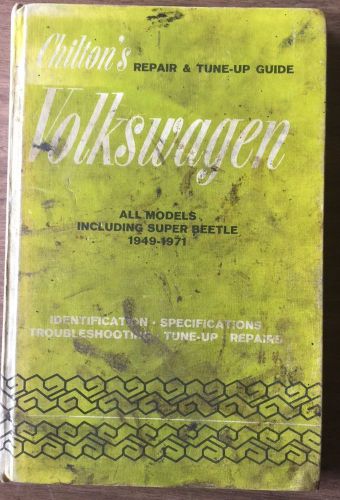 Chilton's REPAIR & TUNE-UP GUIDE
Volkswagen
ALL MODELS
INCLUDING SUPER BEETLE
1949-1971
IDENTIFICATION · SPECIFICATIONS
TROUBLESHOOTING · TUNE-UP · REPAIRS